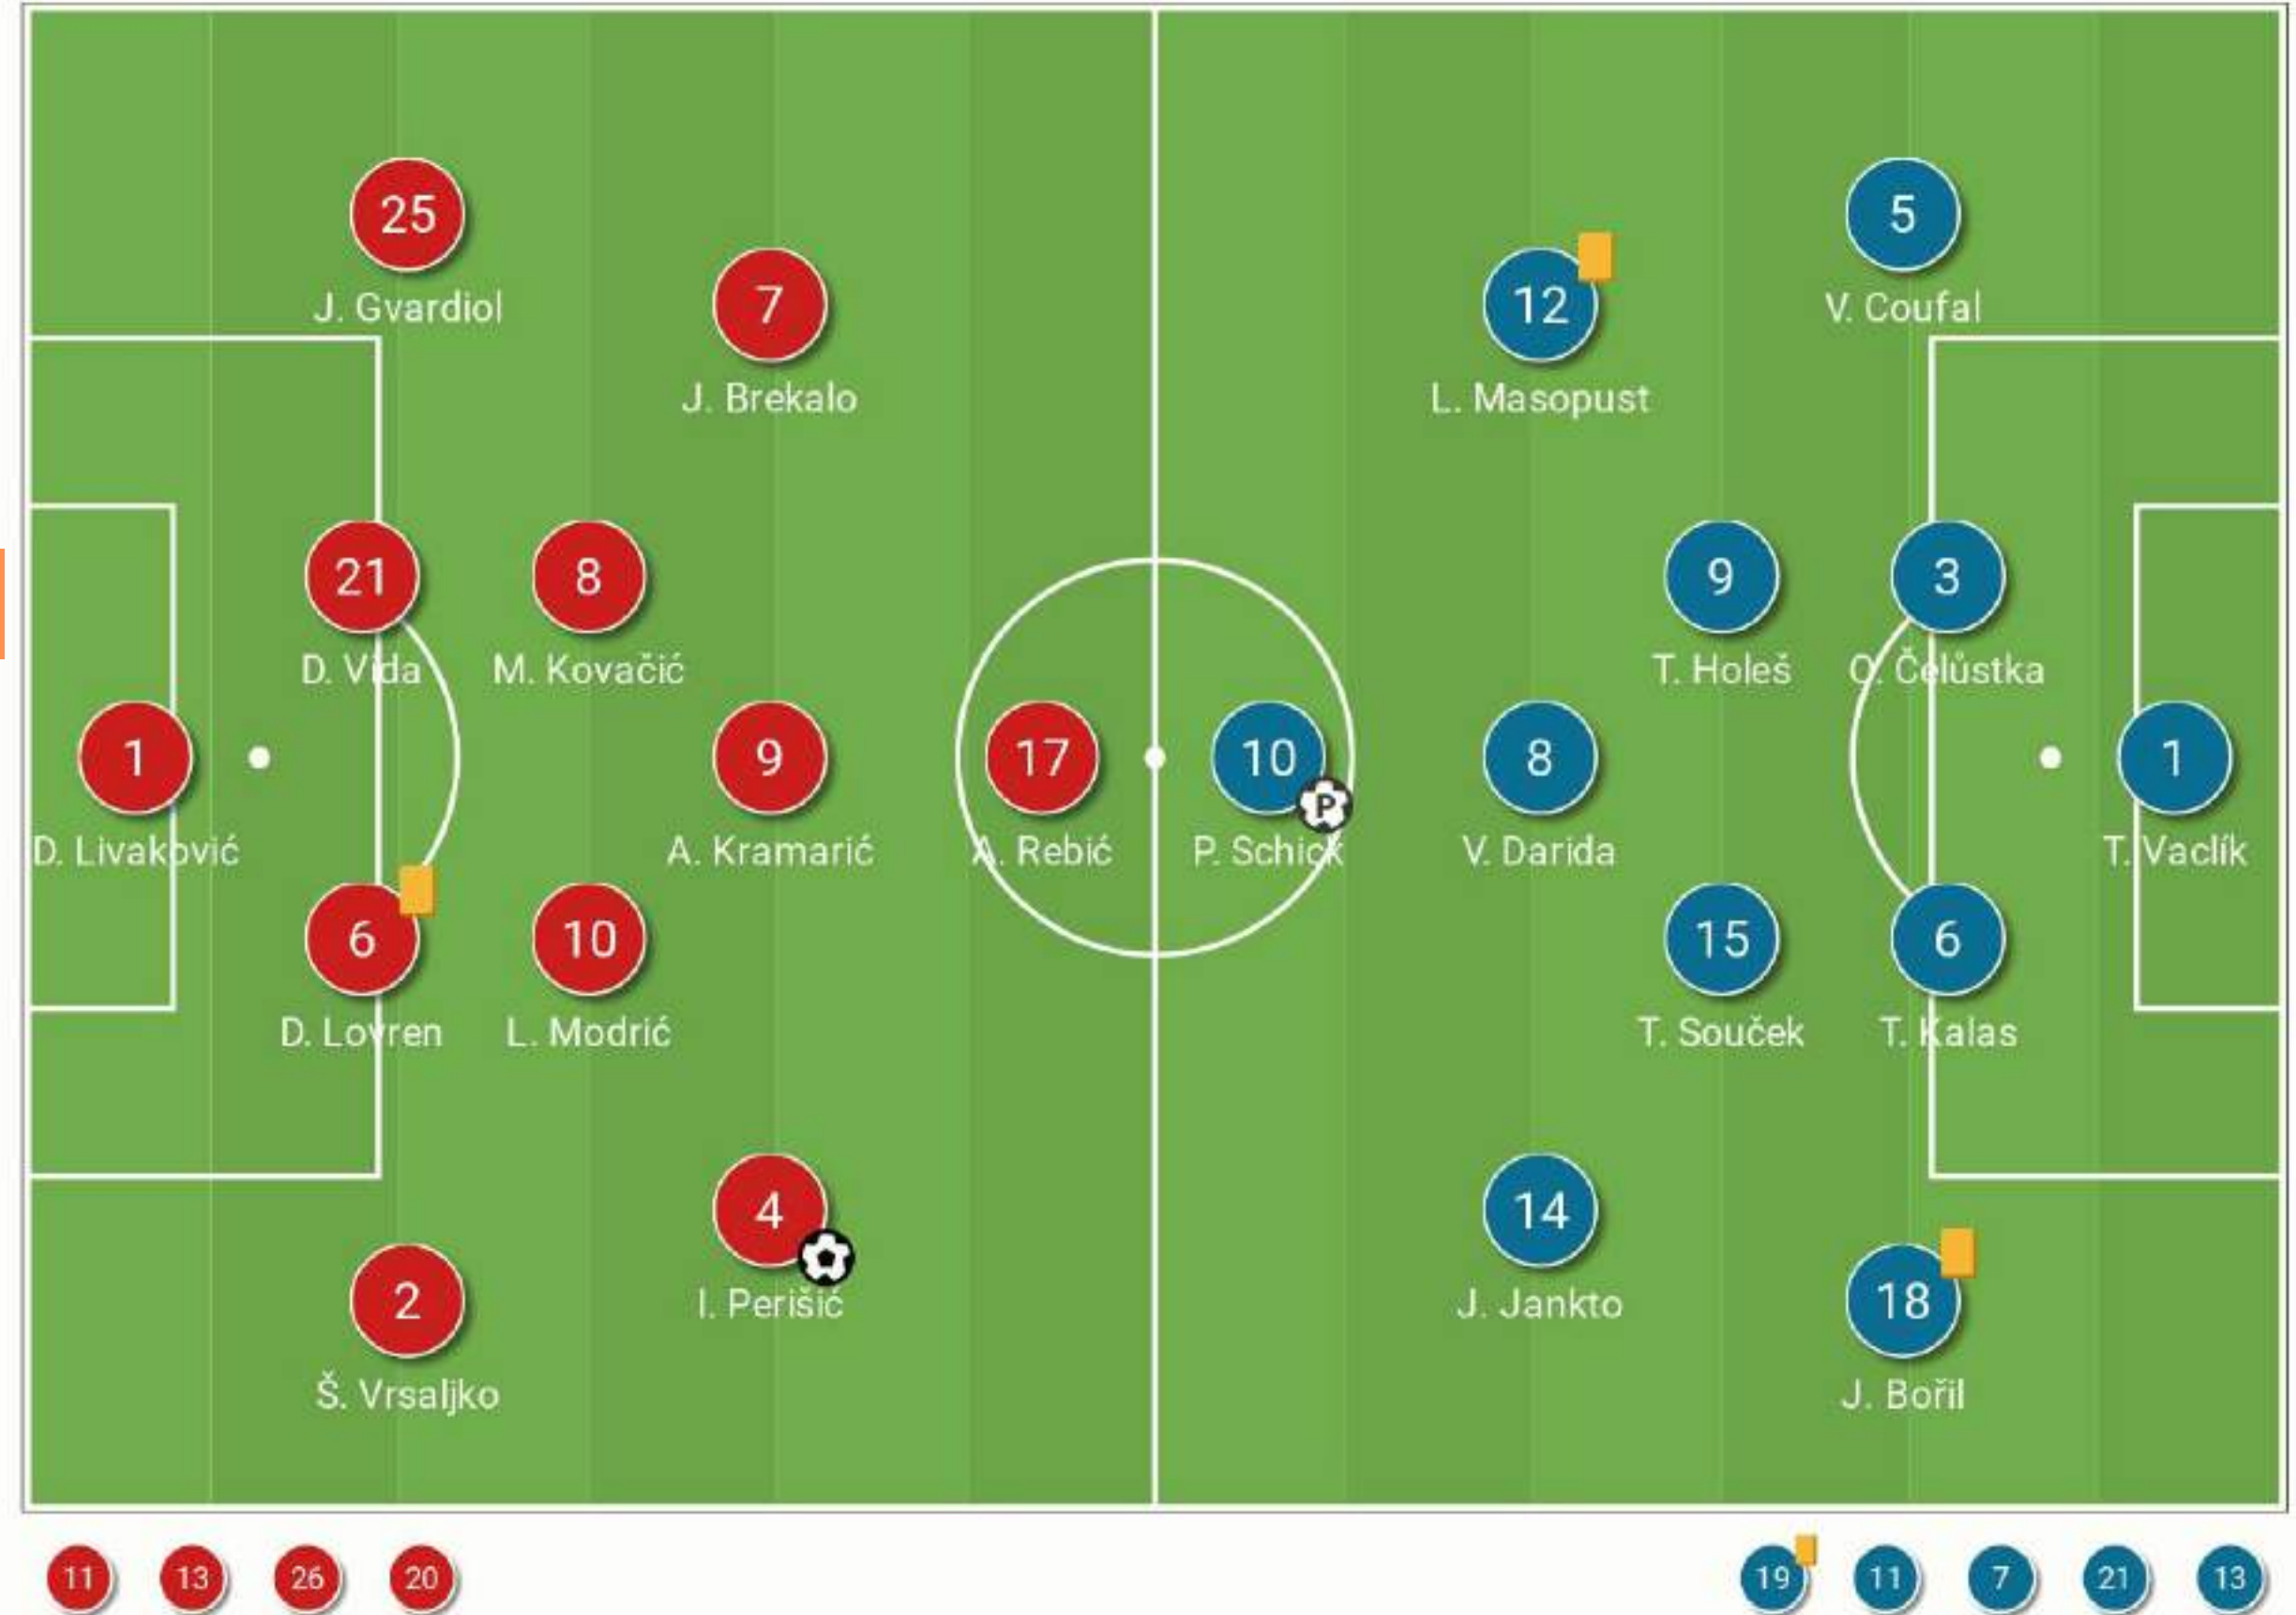 25
J. Gvardiol
7
J. Brekalo
12
L. Masopust
5
V. Coufal
21
D. Vida
8
M. Kovačić
9
T. Holeš
3
O. Čelůstka
1
D. Livaković
9
A. Kramarić
17
A. Rebić
10
P
P. Schick
8
V. Darida
1
T. Vaclík
6
D. Lovren
10
L. Modrić
15
T. Souček
6
T. Kalas
4
I. Perišić
14
J. Jankto
2
Š. Vrsaljko
18
J. Bořil
11 13 26 20 19 11 7 21 13